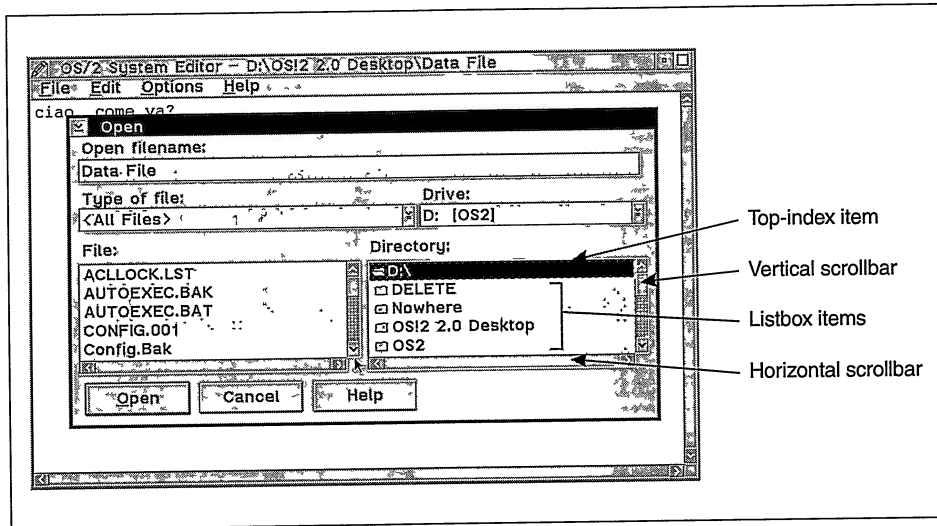 OS/2 System Editor – D:\OS!2 2.0 Desktop\Data File
File Edit Options Help
ciao, come va?
Open
Open filename:
Data File
Type of file:
Drive:
<All Files>
D: [OS2]
File:
Directory:
ACLLOCK.LST
AUTOEXEC.BAK
AUTOEXEC.BAT
CONFIG.001
Config.Bak
D:\
DELETE
Nowhere
OS!2 2.0 Desktop
OS2
Open Cancel Help
Top-index item
Vertical scrollbar
Listbox items
Horizontal scrollbar